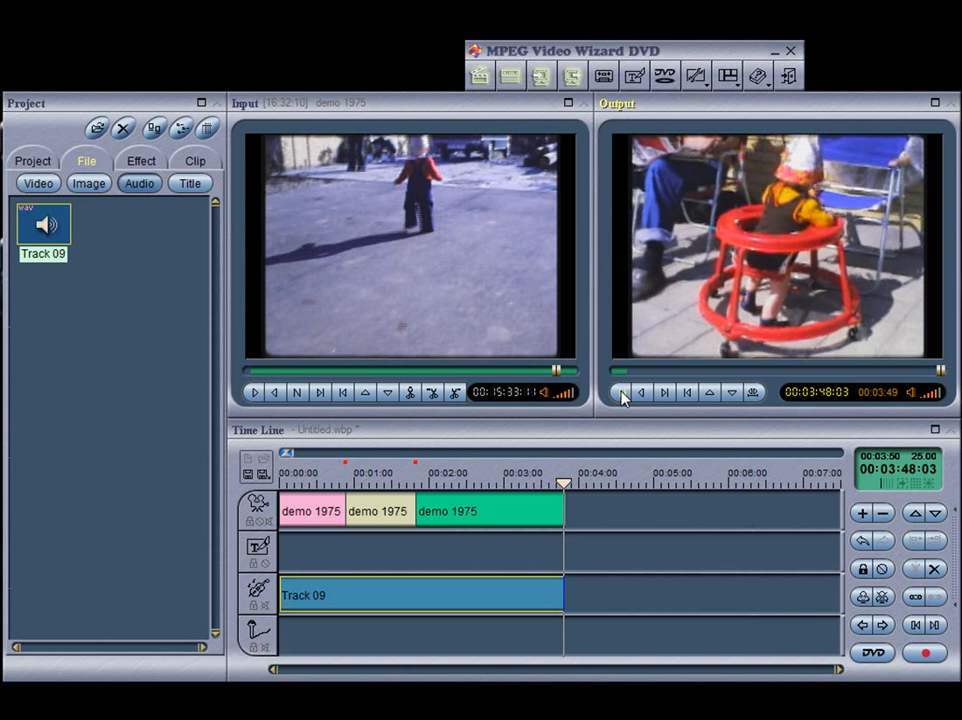 MPEG Video Wizard DVD
DVD
Project
Input [16:32:10] demo 1975
Output
Project File Effect Clip
Video Image Audio Title
wav
Track 09
N
00:15:33:11
00:03:48:03 00:03:49
Time Line - Untitled.wbp *
00:00:00 00:01:00 00:02:00 00:03:00 00:04:00 00:05:00 00:06:00 00:07:00
00:03:50 25.00
00:03:48:03
demo 1975 demo 1975 demo 1975
T
Track 09
DVD